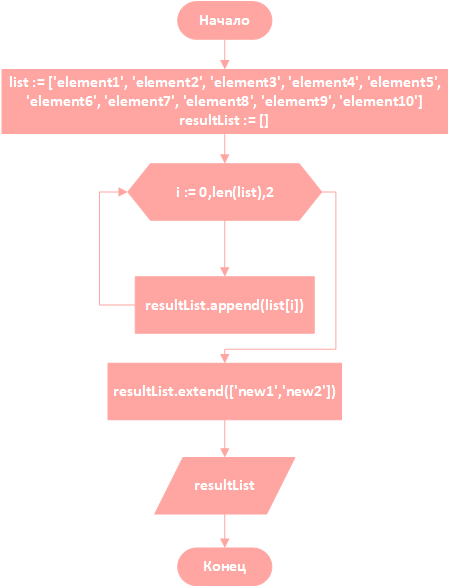 Начало
list := ['element1', 'element2', 'element3', 'element4', 'element5',
'element6', 'element7', 'element8', 'element9', 'element10']
resultList := []
i := 0,len(list),2
resultList.append(list[i])
resultList.extend(['new1','new2'])
resultList
Конец